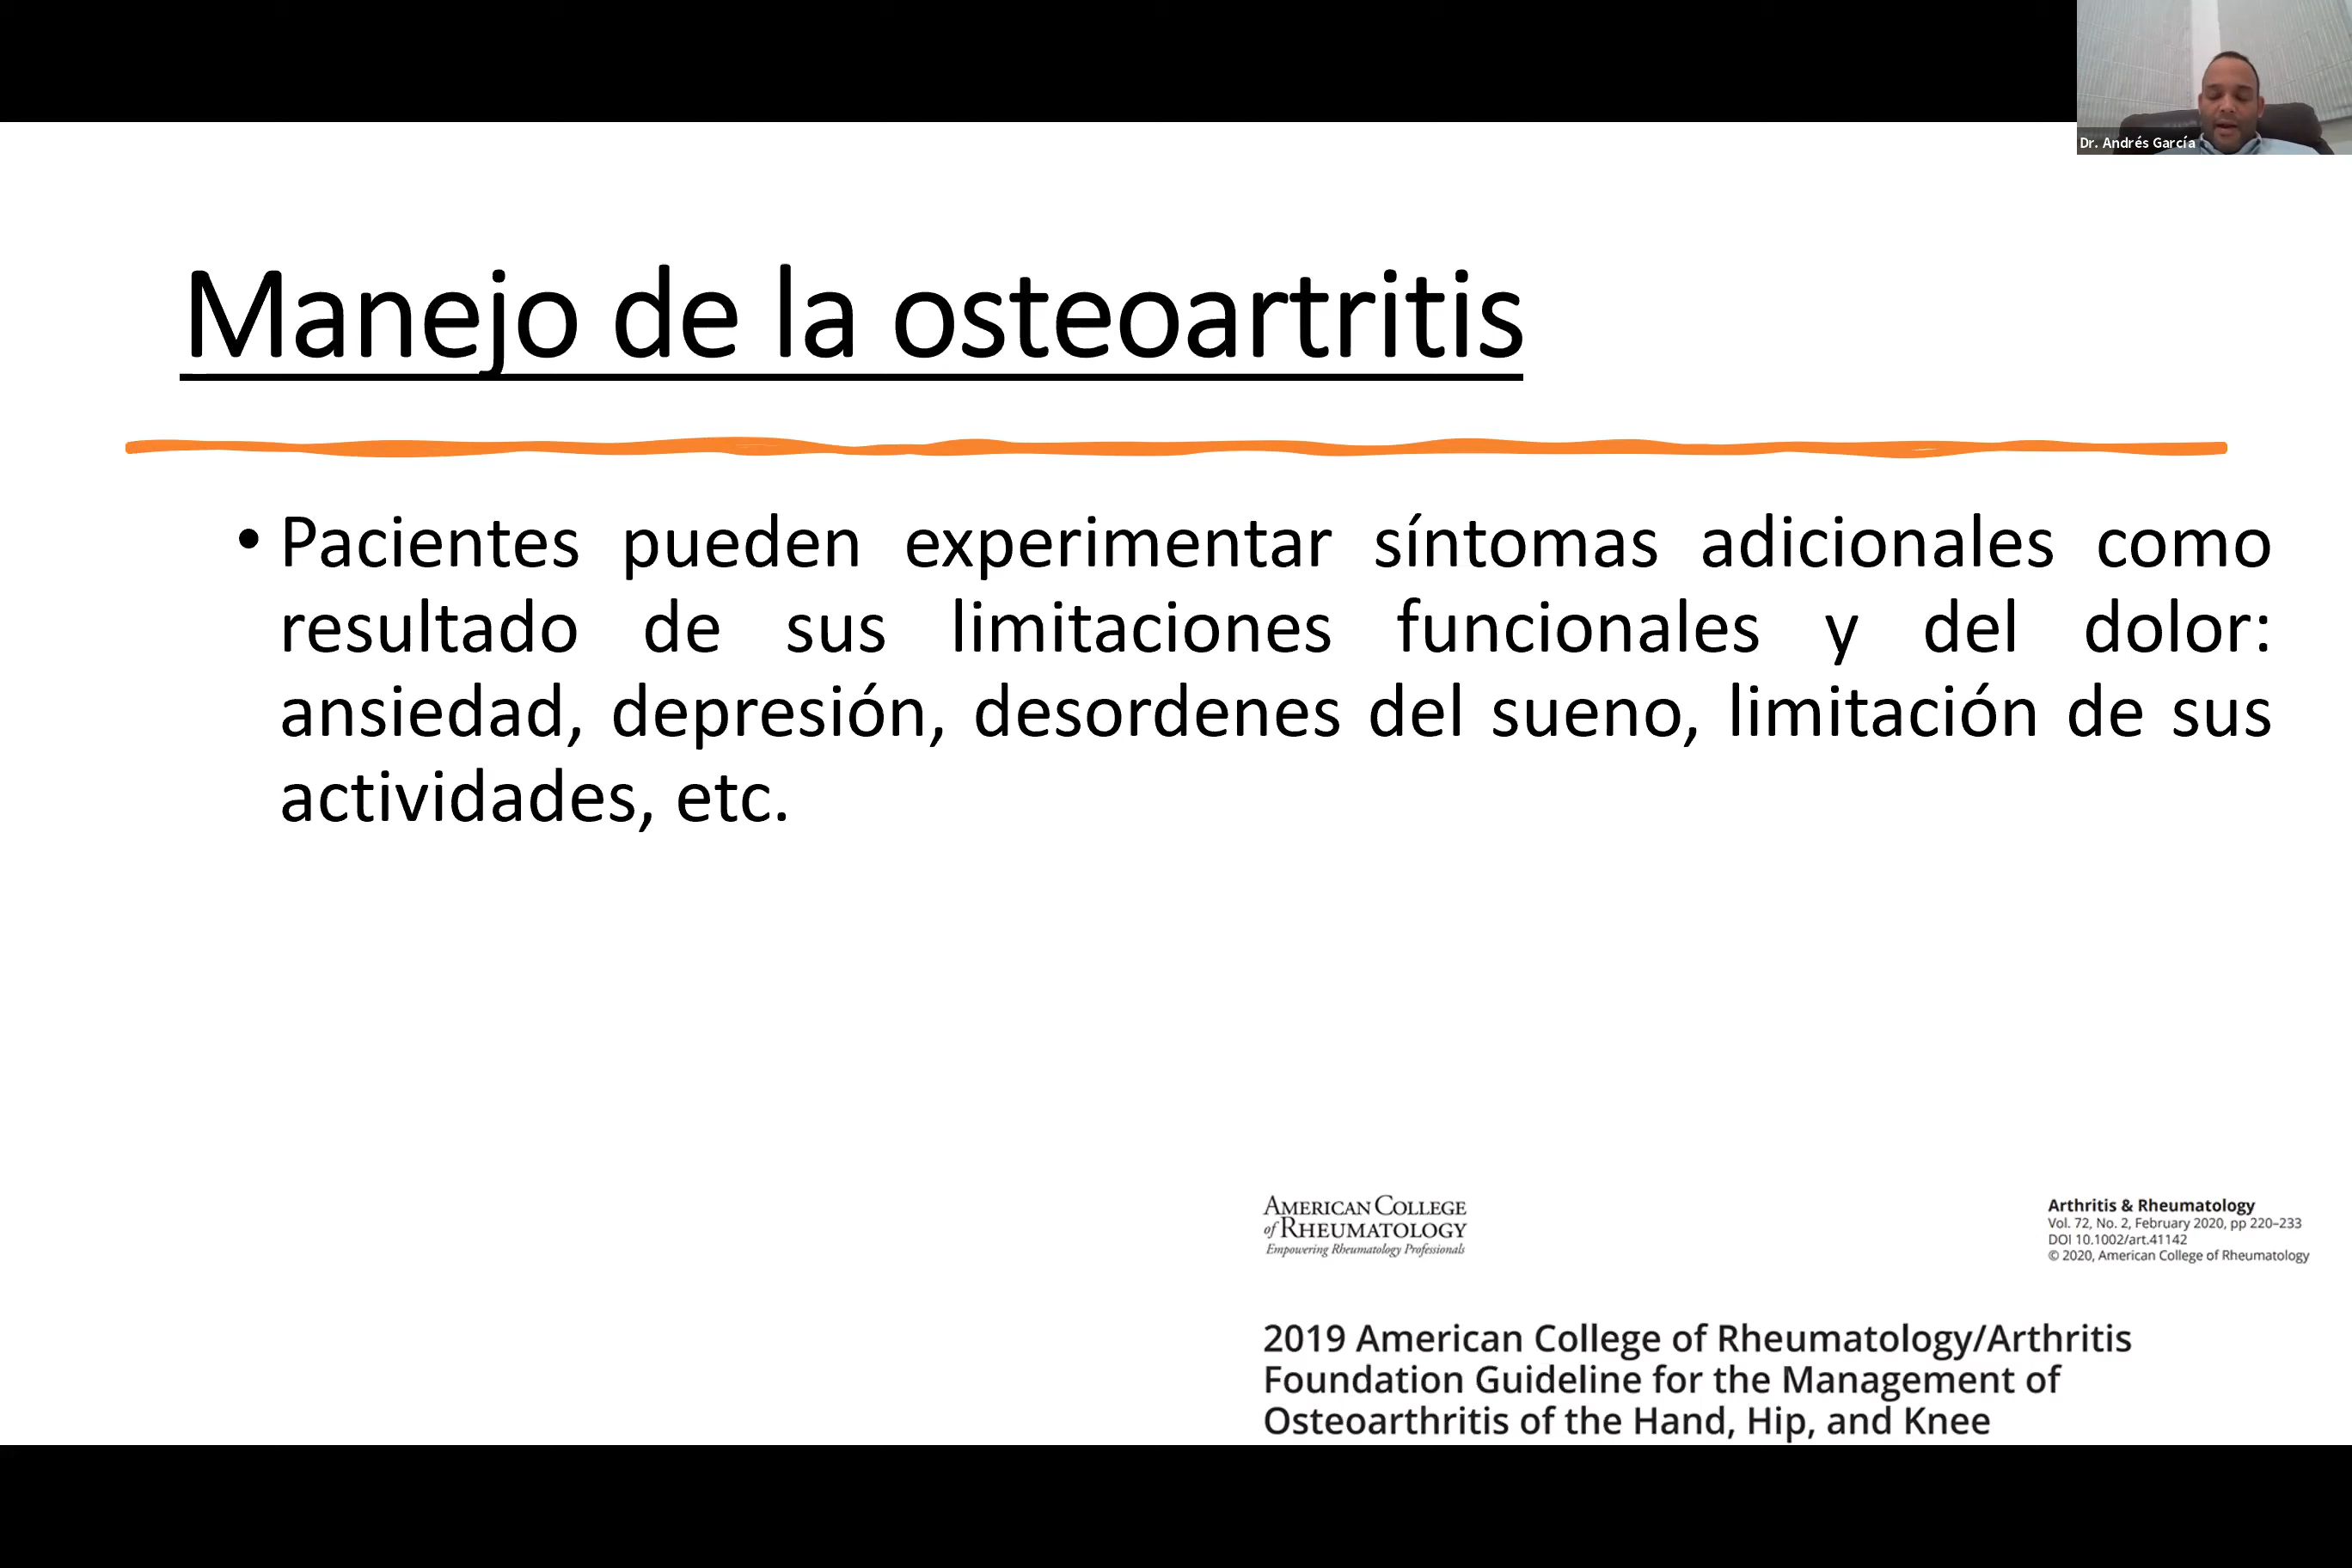 Dr. Andrés García
Manejo de la osteoartritis
• Pacientes pueden experimentar síntomas adicionales como
resultado de sus limitaciones funcionales y del dolor:
ansiedad, depresión, desordenes del sueno, limitación de sus
actividades, etc.
AMERICAN COLLEGE
of RHEUMATOLOGY
Empowering Rheumatology Professionals
Arthritis & Rheumatology
Vol. 72, No. 2, February 2020, pp 220–233
DOI 10.1002/art.41142
© 2020, American College of Rheumatology
2019 American College of Rheumatology/Arthritis
Foundation Guideline for the Management of
Osteoarthritis of the Hand, Hip, and Knee